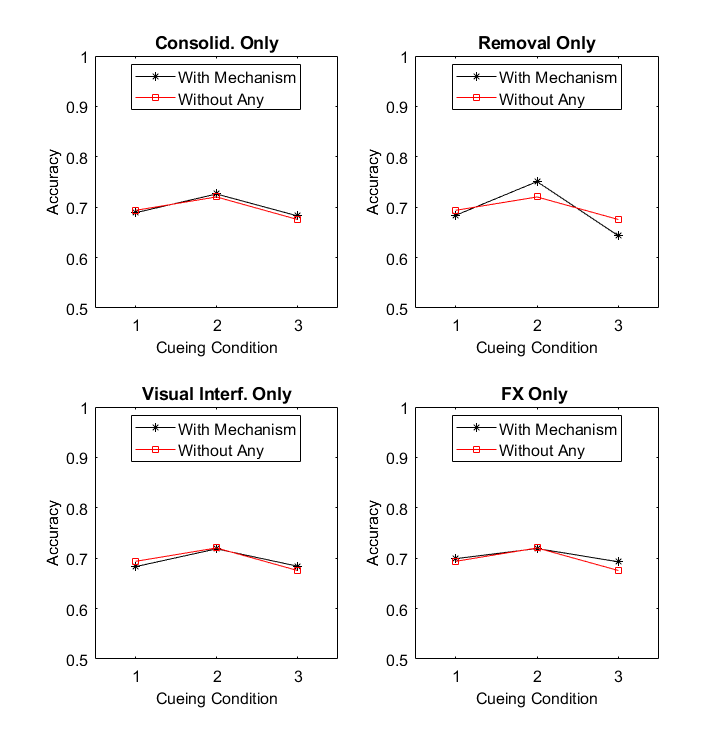 Consolid. Only
With Mechanism
Without Any
Accuracy
1
0.9
0.8
0.7
0.6
0.5
1 2 3
Cueing Condition
Removal Only
With Mechanism
Without Any
Accuracy
1
0.9
0.8
0.7
0.6
0.5
1 2 3
Cueing Condition
Visual Interf. Only
With Mechanism
Without Any
Accuracy
1
0.9
0.8
0.7
0.6
0.5
1 2 3
Cueing Condition
FX Only
With Mechanism
Without Any
Accuracy
1
0.9
0.8
0.7
0.6
0.5
1 2 3
Cueing Condition